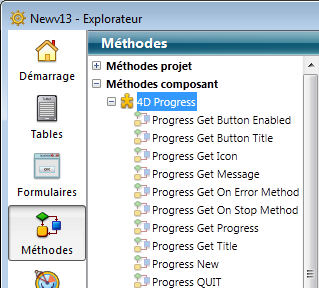 Newv13 - Explorateur
Démarrage
Tables
Formulaires
Méthodes
Méthodes
Méthodes projet
Méthodes composant
4D Progress
Progress Get Button Enabled
Progress Get Button Title
Progress Get Icon
Progress Get Message
Progress Get On Error Method
Progress Get On Stop Method
Progress Get Progress
Progress Get Title
Progress New
Progress QUIT